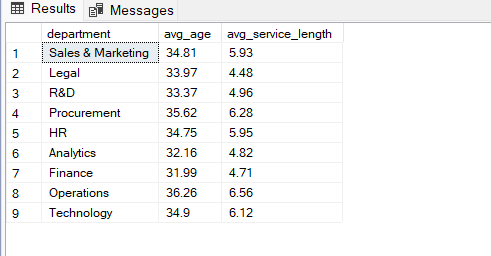 Results Messages
department avg_age avg_service_length
1 Sales & Marketing 34.81 5.93
2 Legal 33.97 4.48
3 R&D 33.37 4.96
4 Procurement 35.62 6.28
5 HR 34.75 5.95
6 Analytics 32.16 4.82
7 Finance 31.99 4.71
8 Operations 36.26 6.56
9 Technology 34.9 6.12